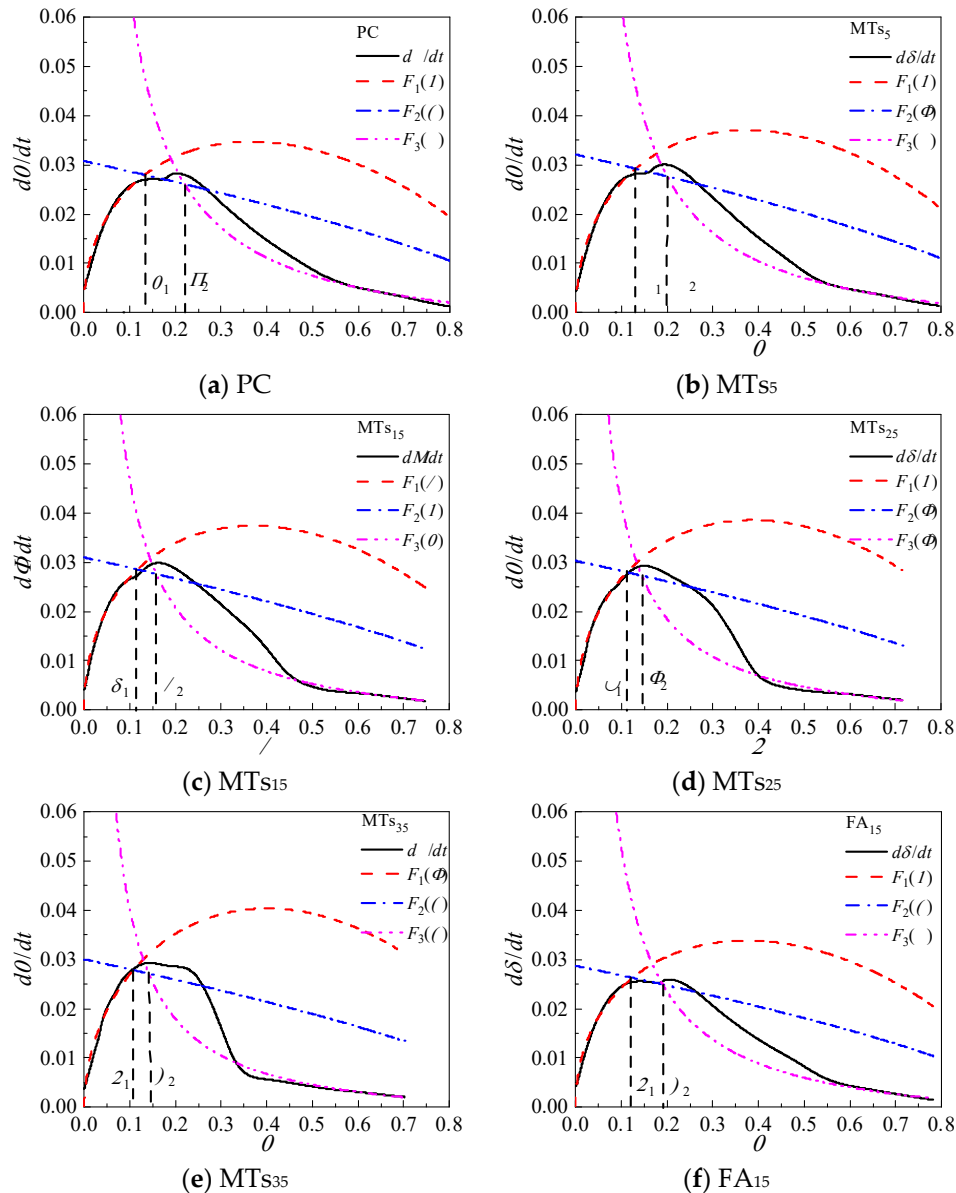 PC
d /dt
F1(1)
F2(()
F3( )
d0/dt
0.06
0.05
0.04
0.03
0.02
0.01
0.00
01 Π2
0.0 0.1 0.2 0.3 0.4 0.5 0.6 0.7 0.8
(a) PC
MTs5
dδ/dt
F1(1)
F2(Φ)
F3( )
d0/dt
0.06
0.05
0.04
0.03
0.02
0.01
0.00
1 2
0.0 0.1 0.2 0.3 0.4 0.5 0.6 0.7 0.8
0
(b) MTs5
MTs15
dM/dt
F1(/)
F2(1)
F3(0)
dΦ/dt
0.06
0.05
0.04
0.03
0.02
0.01
0.00
δ1 /2
0.0 0.1 0.2 0.3 0.4 0.5 0.6 0.7 0.8
/
(c) MTs15
MTs25
dδ/dt
F1(1)
F2(Φ)
F3(Φ)
d0/dt
0.06
0.05
0.04
0.03
0.02
0.01
0.00
Φ2
0.0 0.1 0.2 0.3 0.4 0.5 0.6 0.7 0.8
2
(d) MTs25
MTs35
d /dt
F1(Φ)
F2(()
F3(()
d0/dt
0.06
0.05
0.04
0.03
0.02
0.01
0.00
21 )2
0.0 0.1 0.2 0.3 0.4 0.5 0.6 0.7 0.8
0
(e) MTs35
FA15
dδ/dt
F1(1)
F2(()
F3( )
dδ/dt
0.06
0.05
0.04
0.03
0.02
0.01
0.00
21 )2
0.0 0.1 0.2 0.3 0.4 0.5 0.6 0.7 0.8
0
(f) FA15